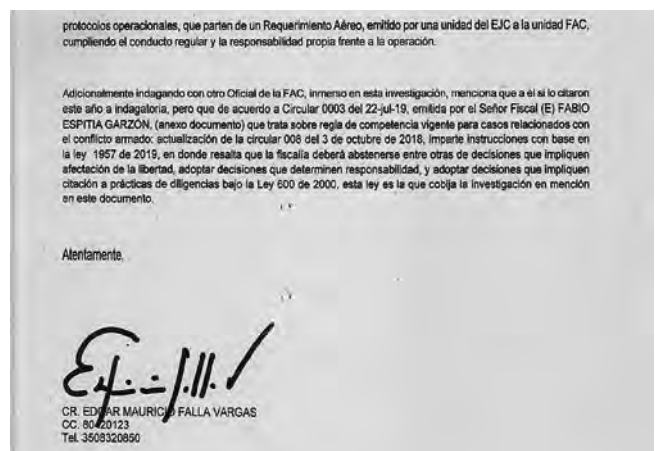 protocolos operacionales, que parten de un Requerimiento Aéreo, emitido por una unidad del EJC a la unidad FAC,
cumpliendo el conducto regular y la responsabilidad propia frente a la operación.
Adicionalmente indagando con otro Oficial de la FAC, inmerso en esta investigación, menciona que a el si lo citaron
este año a indagatoria, pero que de acuerdo a Circular 0003 del 22-jul-19, emitida por el Señor Fiscal (E) FABIO
ESPITIA GARZÓN, (anexo documento) que trata sobre regla de competencia vigente para casos relacionados con
el conflicto armado: actualización de la circular 008 del 3 de octubre de 2018, imparte instrucciones con base en
la ley 1957 de 2019, en donde resalta que la fiscalía deberá abstenerse entre otras de decisiones que impliquen
afectación de la libertad, adoptar decisiones que determinen responsabilidad, y adoptar decisiones que impliquen
citación a prácticas de diligencias bajo la Ley 600 de 2000, esta ley es la que cobija la investigación en mención
en este documento.
Atentamente,
CR. EDGAR MAURICIO FALLA VARGAS
CC. 80420123
Tel. 3508320850